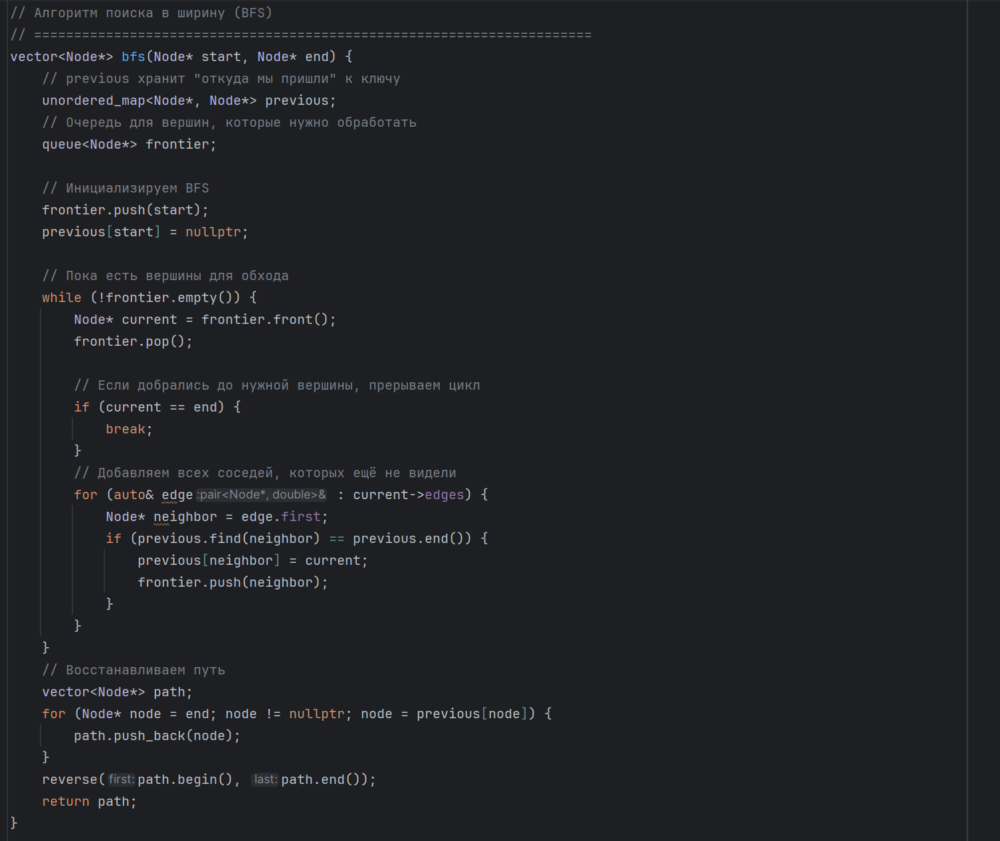 // Алгоритм поиска в ширину (BFS)
// ======================================================================
vector<Node*> bfs(Node* start, Node* end) {
    // previous хранит "откуда мы пришли" к ключу
    unordered_map<Node*, Node*> previous;
    // Очередь для вершин, которые нужно обработать
    queue<Node*> frontier;

    // Инициализируем BFS
    frontier.push(start);
    previous[start] = nullptr;

    // Пока есть вершины для обхода
    while (!frontier.empty()) {
        Node* current = frontier.front();
        frontier.pop();

        // Если добрались до нужной вершины, прерываем цикл
        if (current == end) {
            break;
        }
        // Добавляем всех соседей, которых ещё не видели
        for (auto& edge :pair<Node*, double>& : current->edges) {
            Node* neighbor = edge.first;
            if (previous.find(neighbor) == previous.end()) {
                previous[neighbor] = current;
                frontier.push(neighbor);
            }
        }
    }
    // Восстанавливаем путь
    vector<Node*> path;
    for (Node* node = end; node != nullptr; node = previous[node]) {
        path.push_back(node);
    }
    reverse( first: path.begin(), last: path.end());
    return path;
}